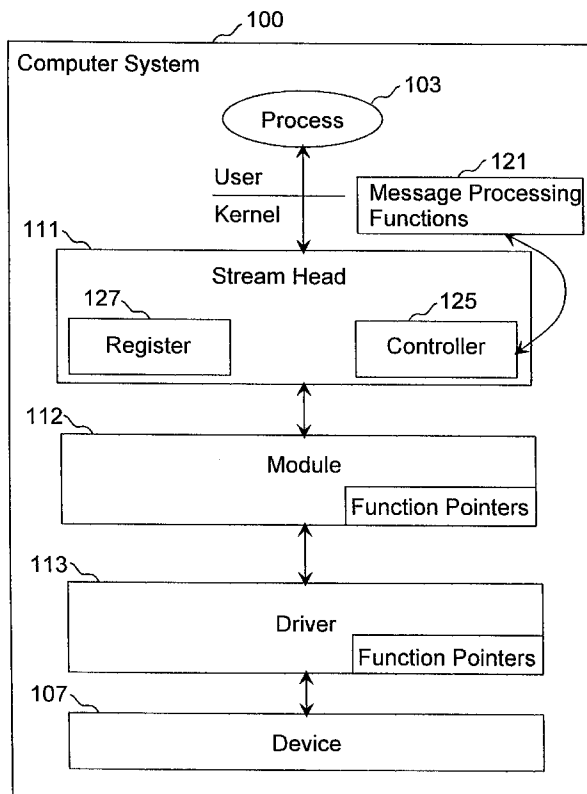 100
Computer System
103
Process
121
User
Message Processing
Functions
Kernel
111
Stream Head
127
125
Register
Controller
112
Module
Function Pointers
113
Driver
Function Pointers
107
Device